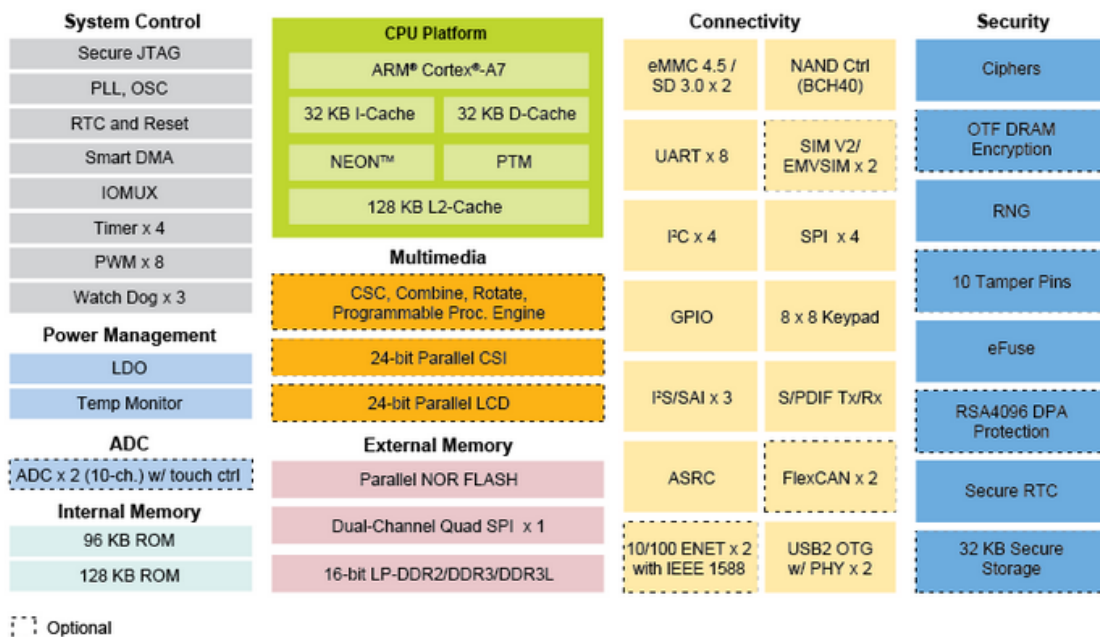 System Control
Secure JTAG
PLL, OSC
RTC and Reset
Smart DMA
IOMUX
Timer x 4
PWM x 8
Watch Dog x 3
Power Management
LDO
Temp Monitor
ADC
ADC x 2 (10-ch.) w/ touch ctrl
Internal Memory
96 KB ROM
128 KB ROM
Optional
CPU Platform
ARM® Cortex®-A7
32 KB I-Cache
32 KB D-Cache
NEON™
PTM
128 KB L2-Cache
Multimedia
CSC, Combine, Rotate,
Programmable Proc. Engine
24-bit Parallel CSI
24-bit Parallel LCD
External Memory
Parallel NOR FLASH
Dual-Channel Quad SPI x 1
16-bit LP-DDR2/DDR3/DDR3L
Connectivity
eMMC 4.5 /
SD 3.0 x 2
NAND Ctrl
(BCH40)
UART x 8
SIM V2/
EMVSIM x 2
I²C x 4
SPI x 4
GPIO
8 x 8 Keypad
I²S/SAI x 3
S/PDIF Tx/Rx
ASRC
FlexCAN x 2
10/100 ENET x 2
with IEEE 1588
USB2 OTG
w/ PHY x 2
Security
Ciphers
OTF DRAM
Encryption
RNG
10 Tamper Pins
eFuse
RSA4096 DPA
Protection
Secure RTC
32 KB Secure
Storage